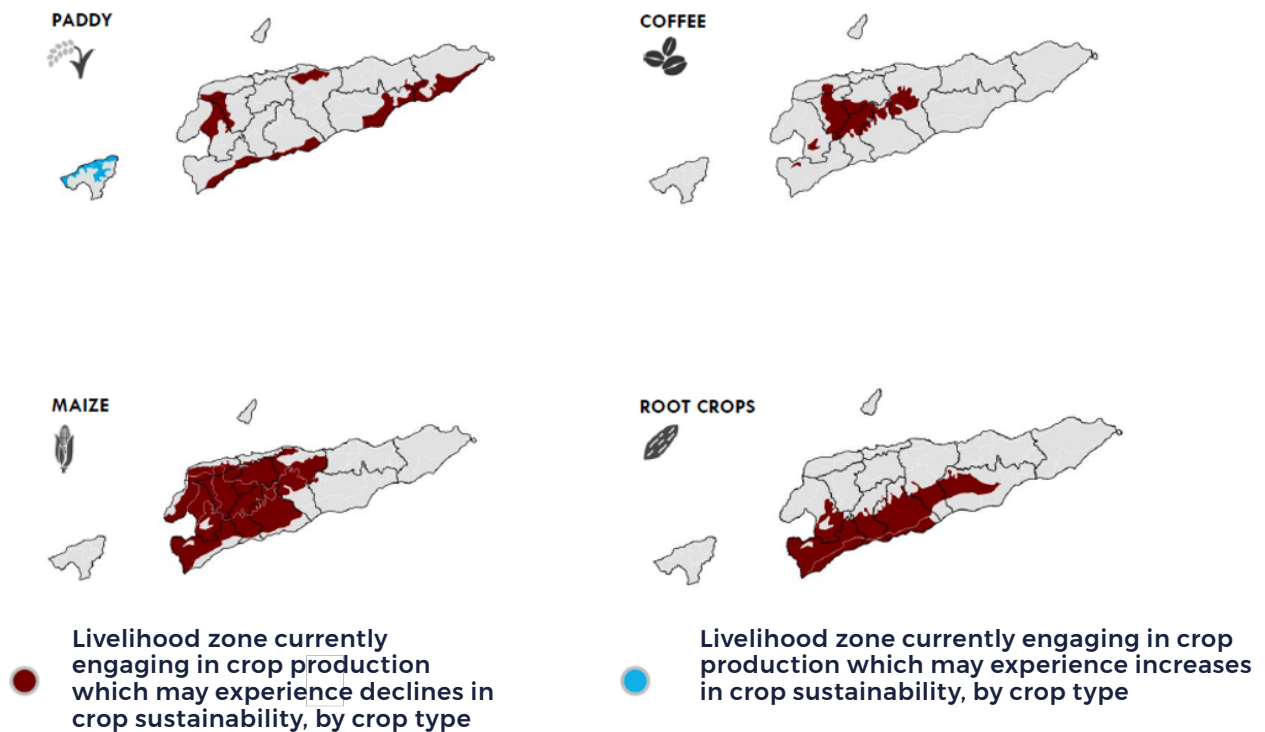 PADDY
COFFEE
MAIZE
ROOT CROPS
Livelihood zone currently
engaging in crop production
which may experience declines in
crop sustainability, by crop type
Livelihood zone currently engaging in crop
production which may experience increases
in crop sustainability, by crop type